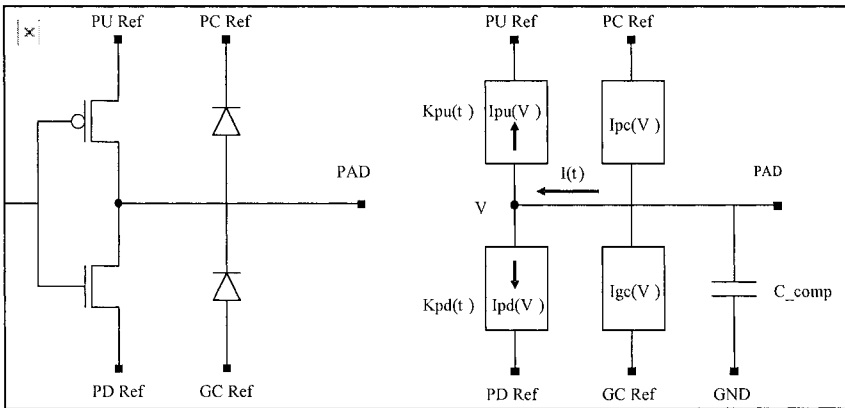 PU Ref
PC Ref
PAD
PD Ref
GC Ref
PU Ref
PC Ref
Kpu(t )
Ipu(V )
Ipc(V )
I(t)
PAD
V
Kpd(t )
Ipd(V )
Igc(V )
C_comp
PD Ref
GC Ref
GND